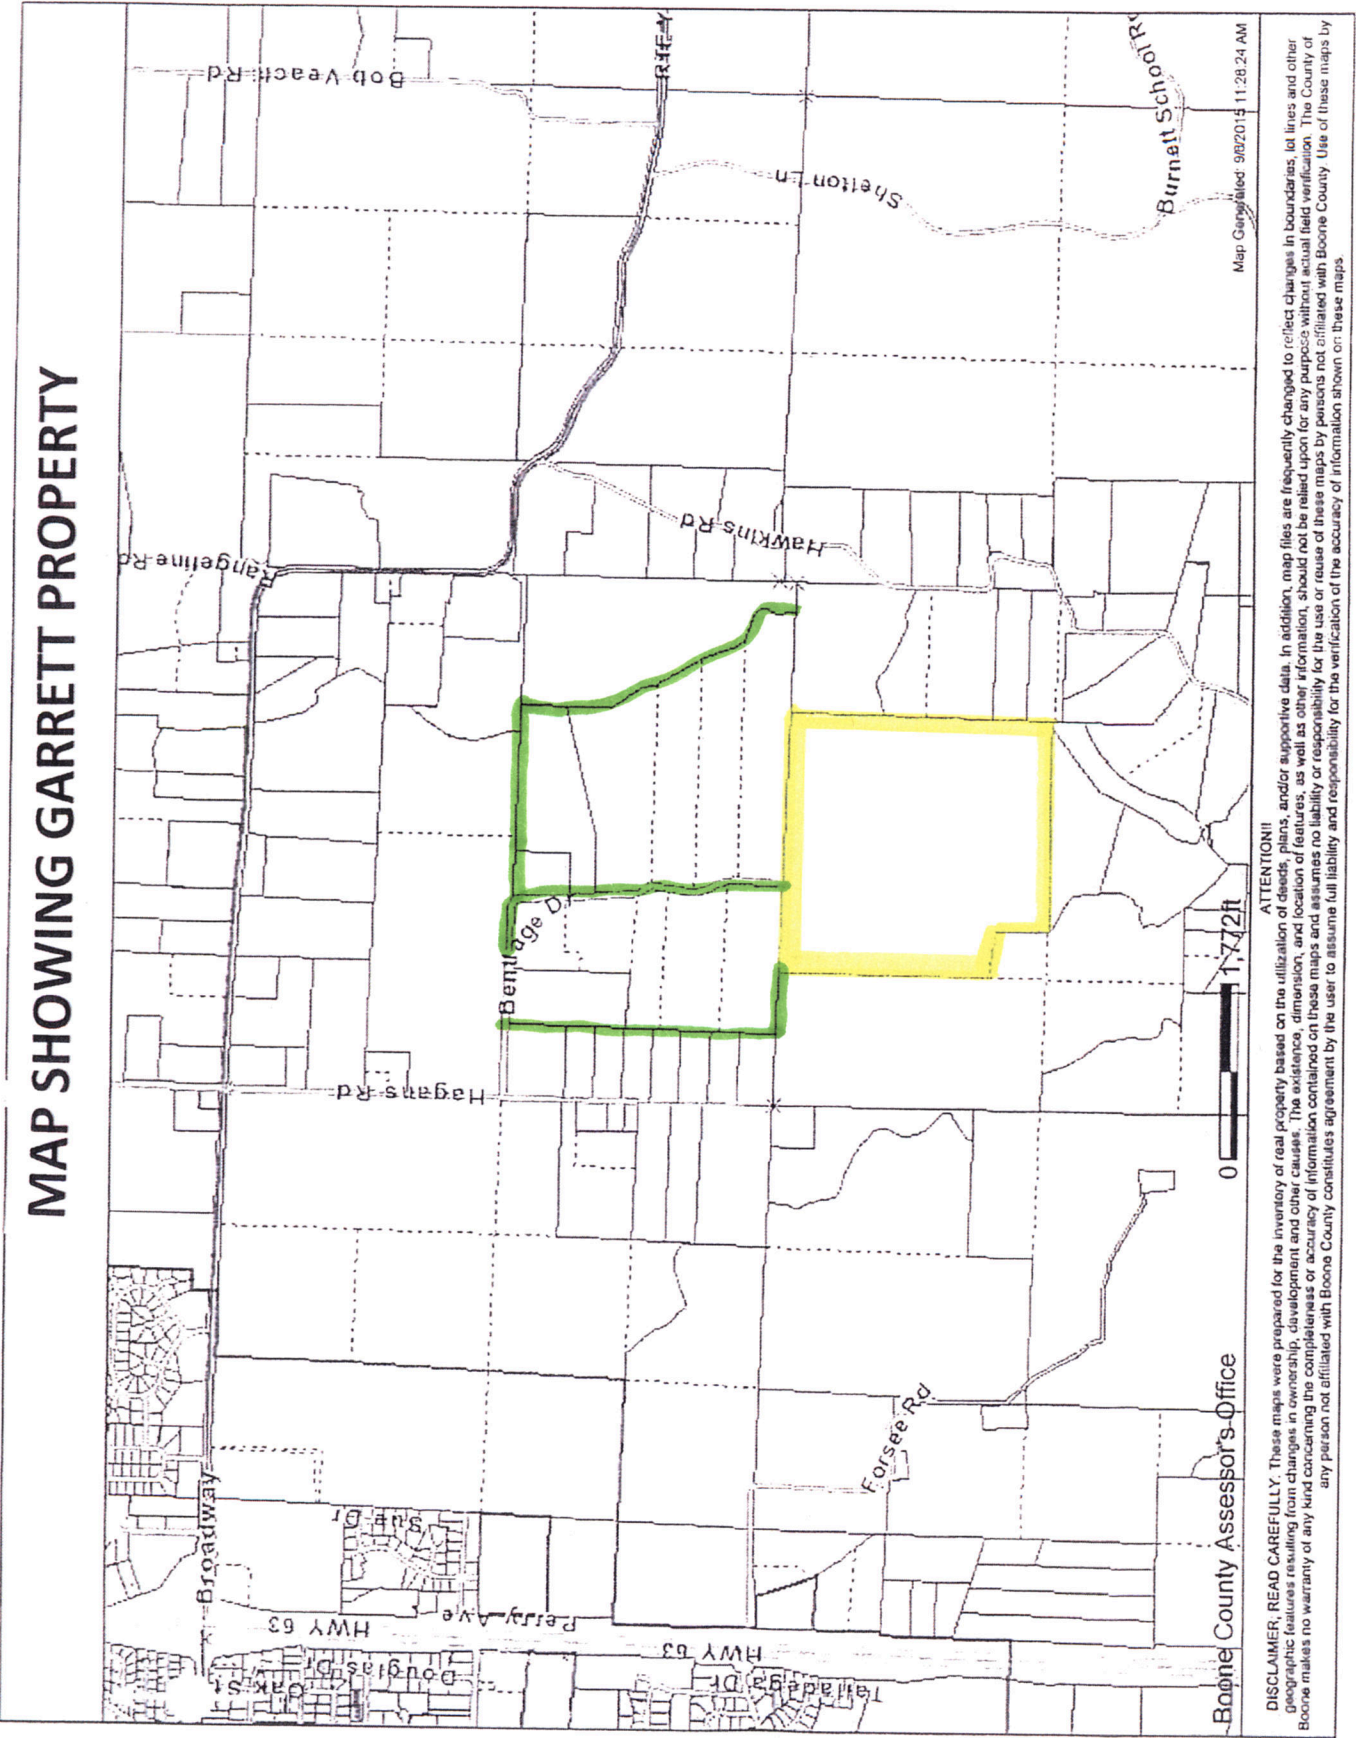 MAP SHOWING GARRETT PROPERTY
Bob Veach Rd
RTE Y
Shelton Ln
Burnett School R
Rangeline Rd
Hawkins Rd
Bent
age D
Hagans Rd
Broadway
Sue Dr
Perry Ave
HWY 63
HWY 63
Oak St
Douglas Dr
Talladega Dr
Forsee Rd
Map Generated: 9/8/2015 11:28:24 AM
0 1,772ft
Boone County Assessor's Office
ATTENTION!!
DISCLAIMER; READ CAREFULLY. These maps were prepared for the inventory of real property based on the utilization of deeds, plans, and/or supportive data. In addition, map files are frequently changed to reflect changes in boundaries, lot lines and other
geographic features resulting from changes in ownership, development and other causes. The existence, dimension, and location of features, as well as other information, should not be relied upon for any purpose without actual field verification. The County of
Boone makes no warranty of any kind concerning the completeness or accuracy of information contained on these maps and assumes no liability or responsibility for the use or reuse of these maps by persons not affiliated with Boone County. Use of these maps by
any person not affiliated with Boone County constitutes agreement by the user to assume full liability and responsibility for the verification of the accuracy of information shown on these maps.